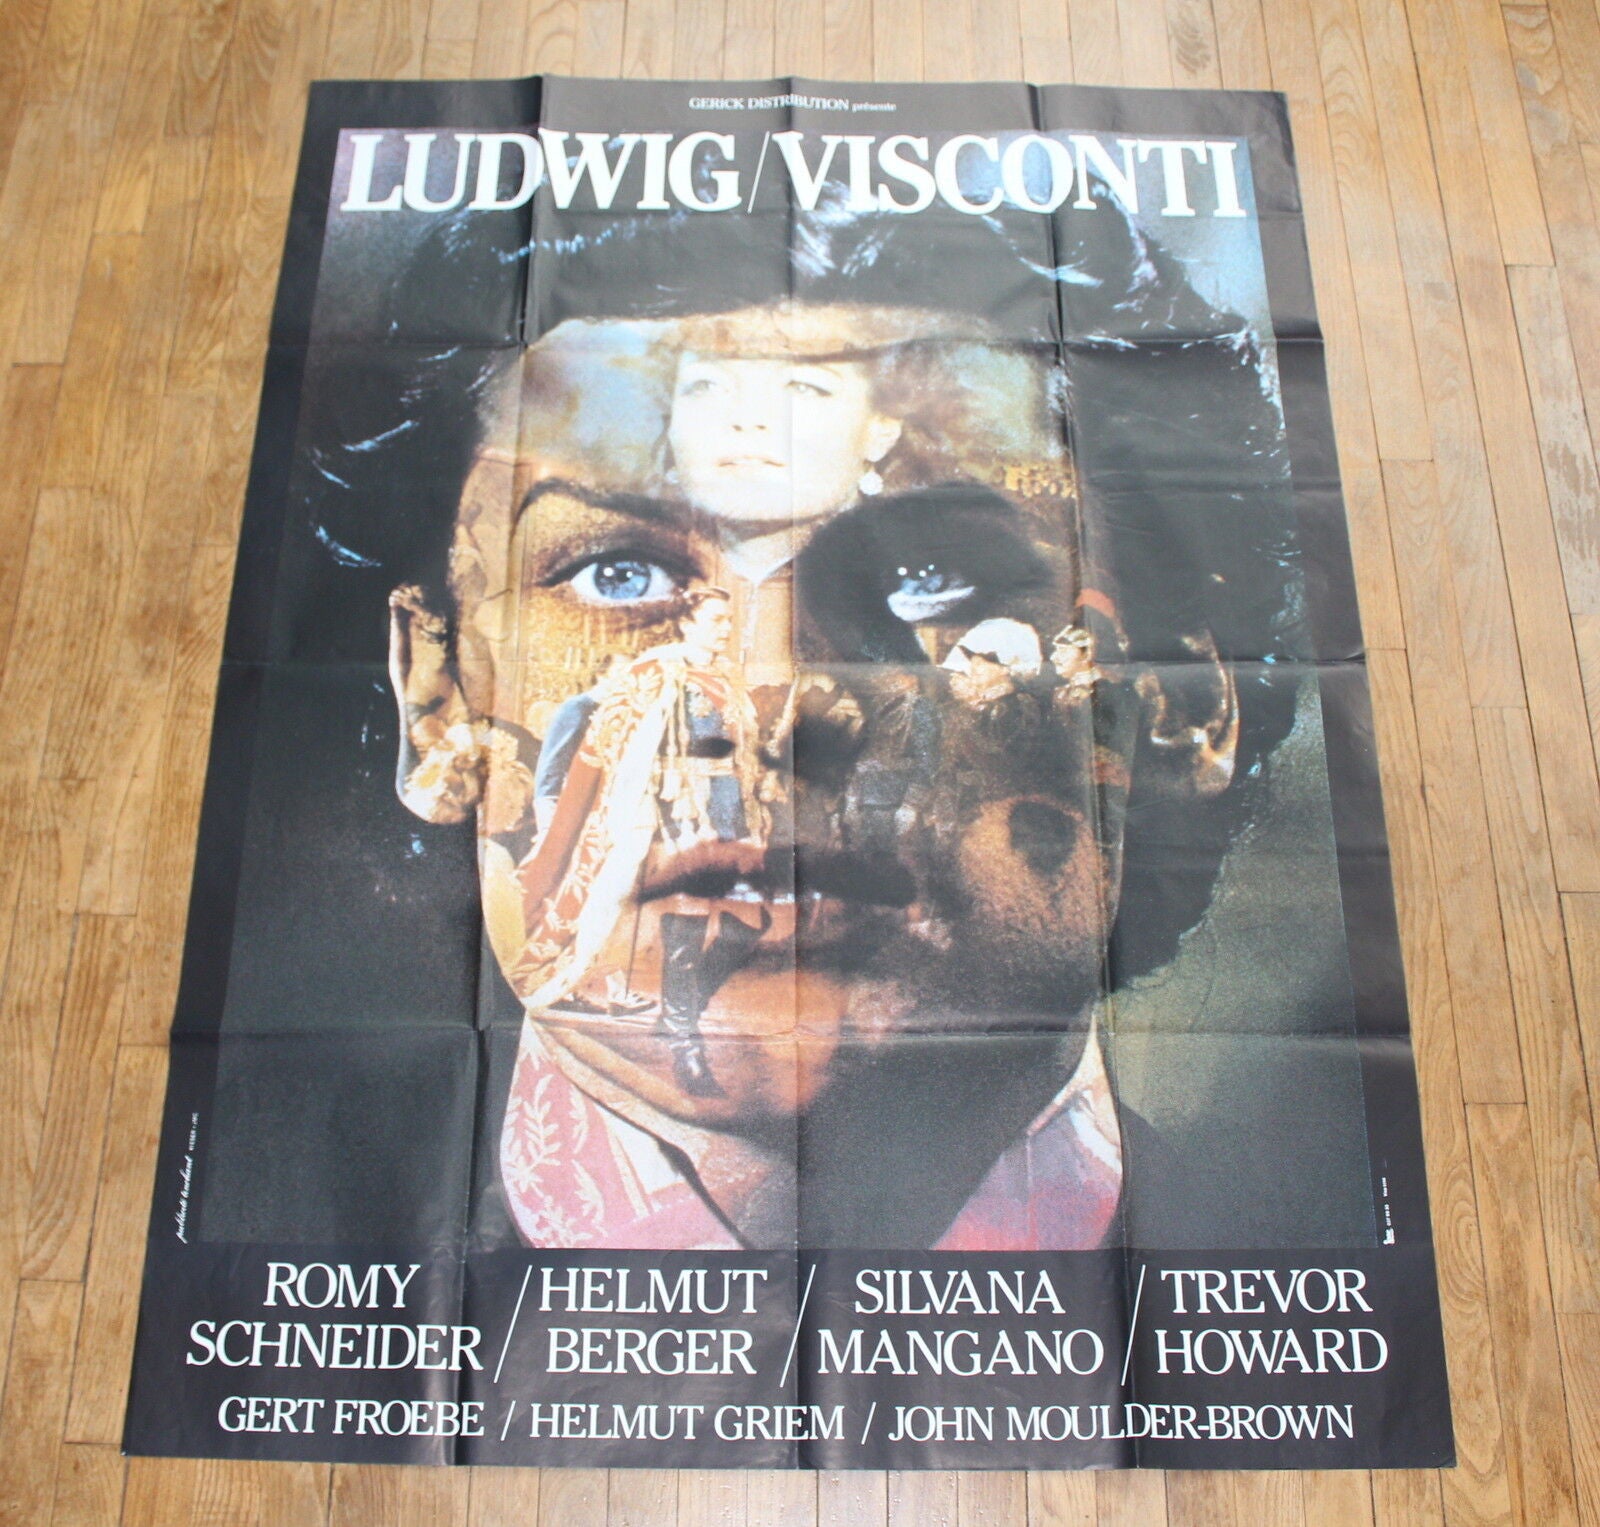 GERICK DISTRIBUTION présente
LUDWIG/VISCONTI
publicité
ROMY SCHNEIDER / HELMUT BERGER / SILVANA MANGANO / TREVOR HOWARD
GERT FROEBE / HELMUT GRIEM / JOHN MOULDER-BROWN